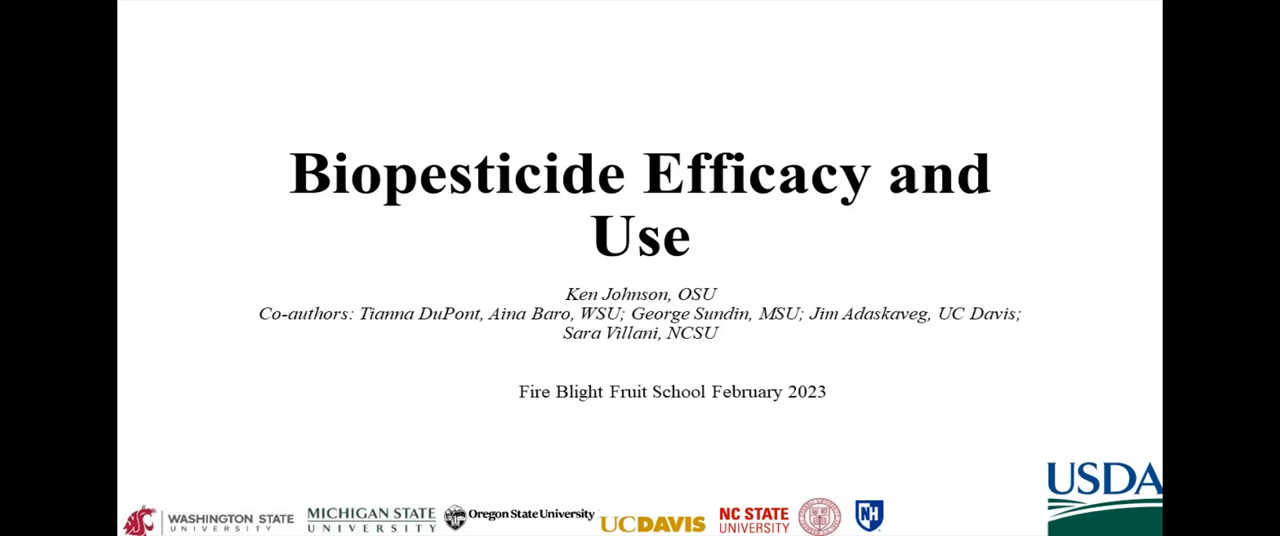 Biopesticide Efficacy and
Use
Ken Johnson, OSU
Co-authors: Tianna DuPont, Aina Baro, WSU; George Sundin, MSU; Jim Adaskaveg, UC Davis;
Sara Villani, NCSU
Fire Blight Fruit School February 2023
USDA
WASHINGTON STATE
UNIVERSITY
MICHIGAN STATE
UNIVERSITY
Oregon State University
UCDAVIS
NC STATE
UNIVERSITY
NH